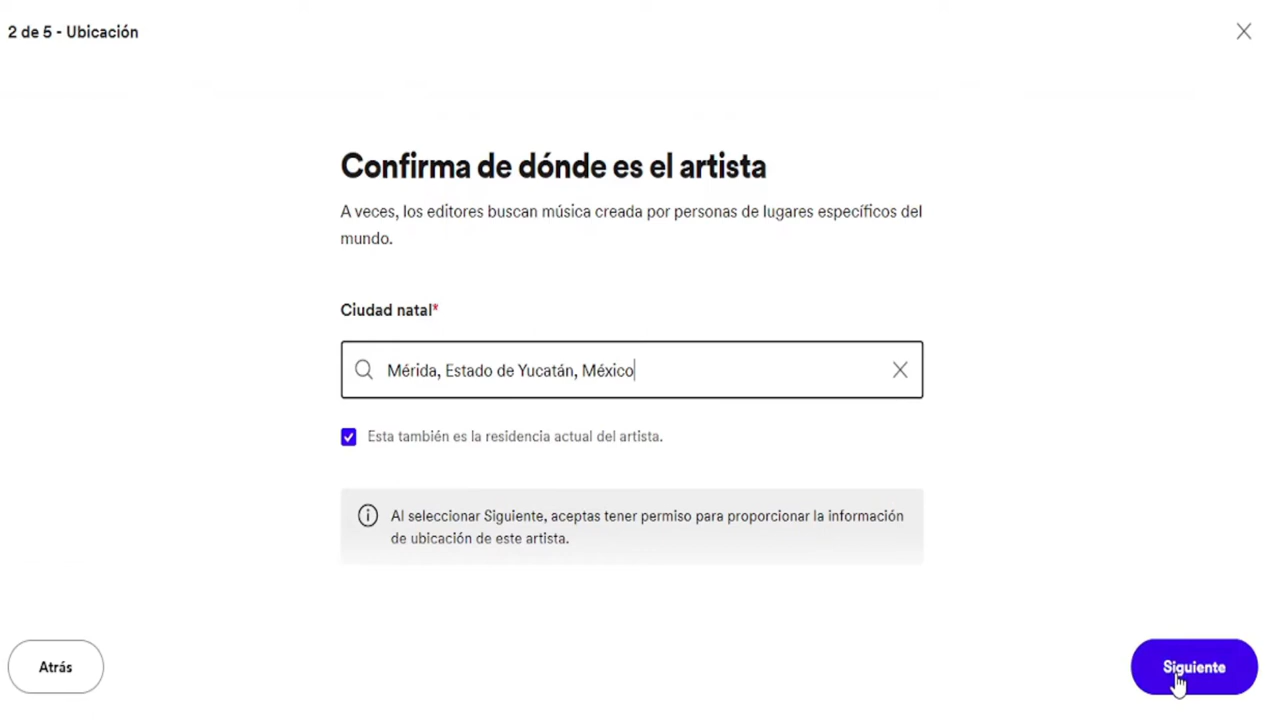 2 de 5 - Ubicación
Confirma de dónde es el artista
A veces, los editores buscan música creada por personas de lugares específicos del
mundo.
Ciudad natal*
Mérida, Estado de Yucatán, México
Esta también es la residencia actual del artista.
Al seleccionar Siguiente, aceptas tener permiso para proporcionar la información
de ubicación de este artista.
Atrás
Siguiente